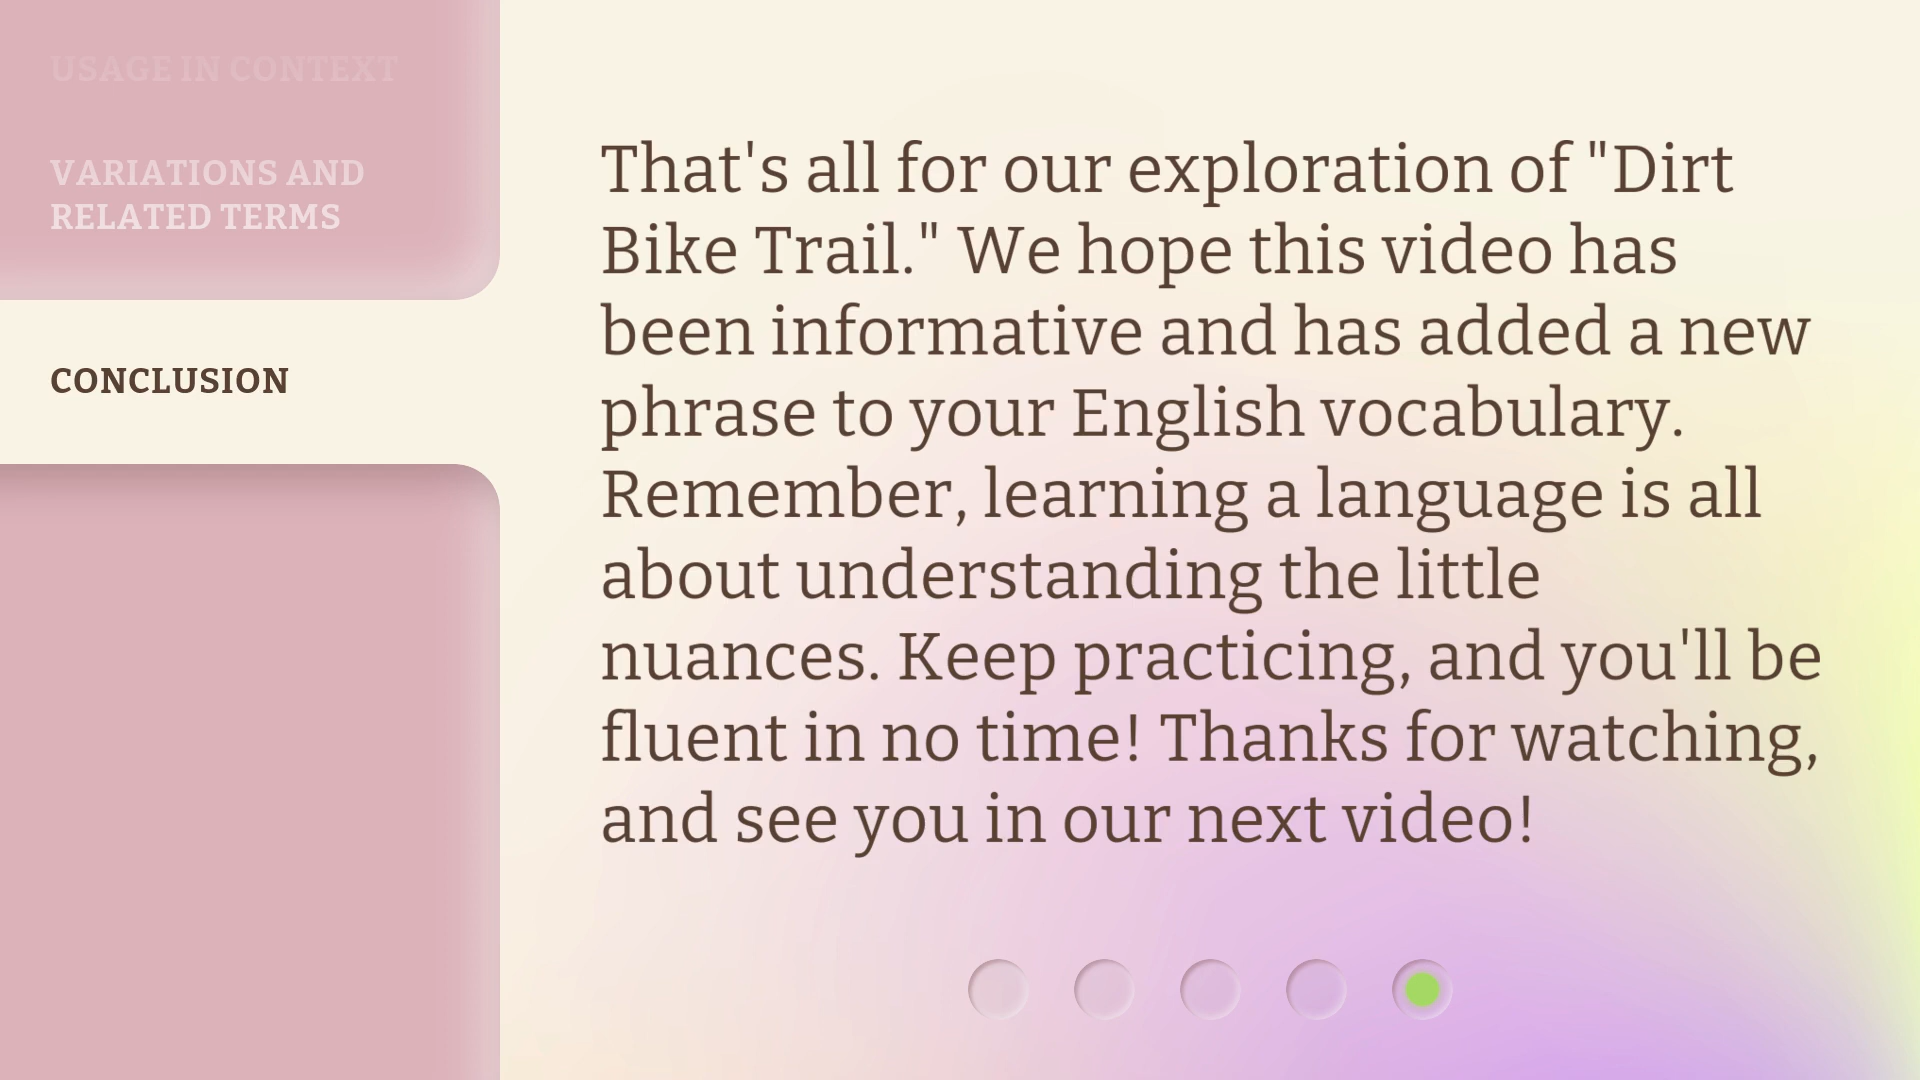 USAGE IN CONTEXT
VARIATIONS AND
RELATED TERMS
CONCLUSION
That's all for our exploration of "Dirt
Bike Trail." We hope this video has
been informative and has added a new
phrase to your English vocabulary.
Remember, learning a language is all
about understanding the little
nuances. Keep practicing, and you'll be
fluent in no time! Thanks for watching,
and see you in our next video!